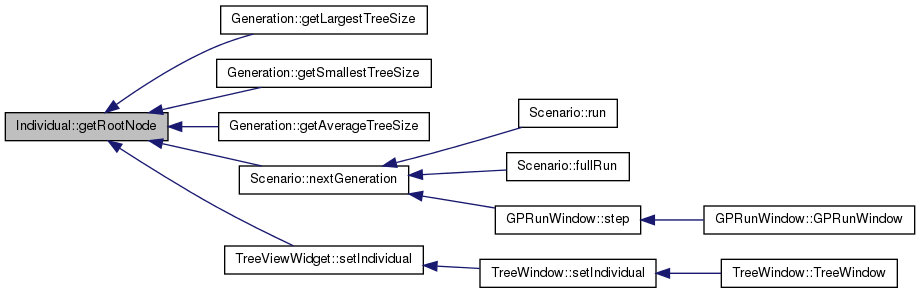 Generation::getLargestTreeSize
Generation::getSmallestTreeSize
Individual::getRootNode
Generation::getAverageTreeSize
Scenario::run
Scenario::nextGeneration
Scenario::fullRun
GPRunWindow::step
GPRunWindow::GPRunWindow
TreeViewWidget::setIndividual
TreeWindow::setIndividual
TreeWindow::TreeWindow